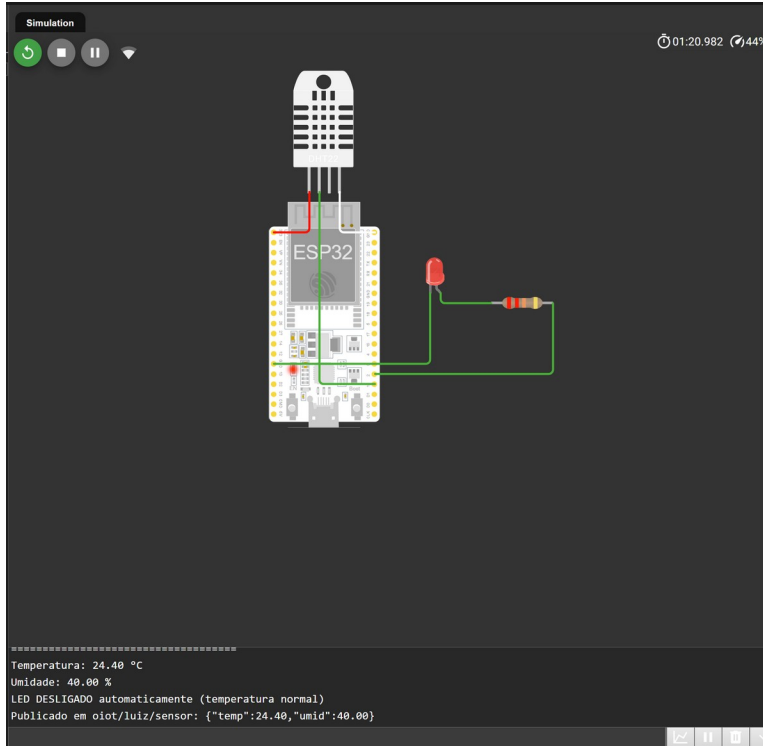 Simulation
01:20.982 44%
DHT22
ESP32
=====================================
Temperatura: 24.40 °C
Umidade: 40.00 %
LED DESLIGADO automaticamente (temperatura normal)
Publicado em oiot/luiz/sensor: {"temp":24.40,"umid":40.00}